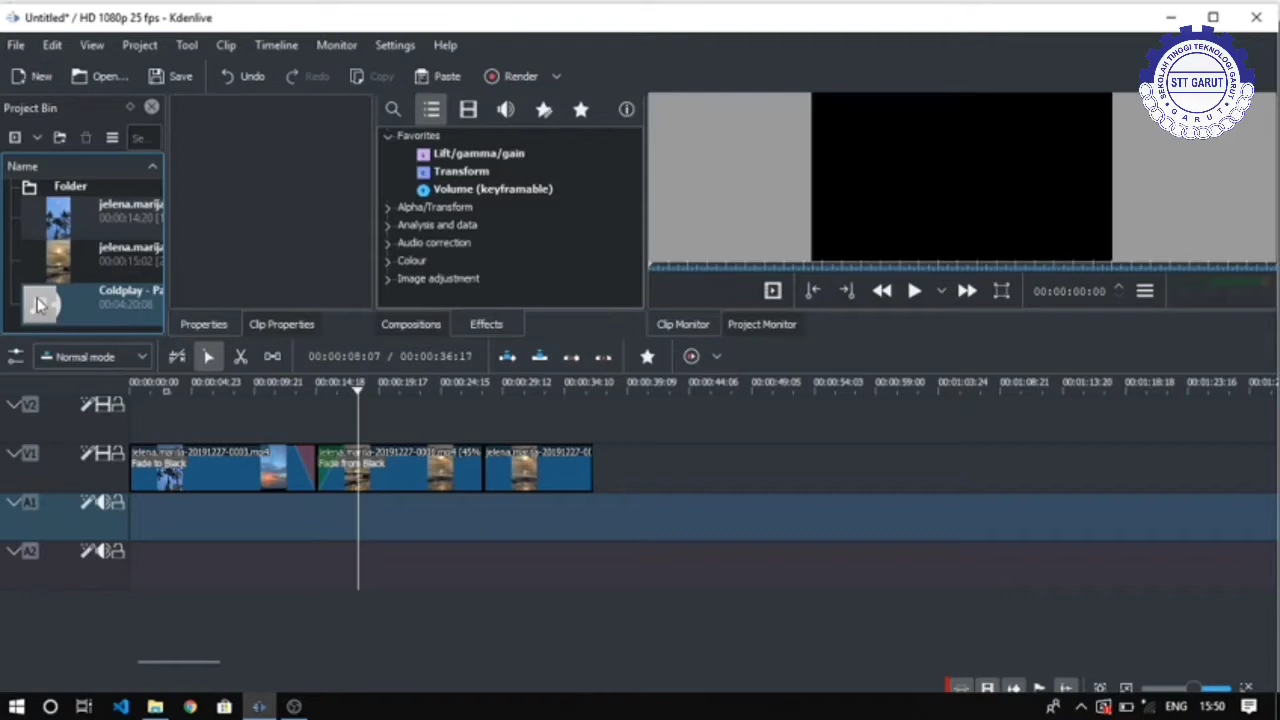 Untitled* / HD 1080p 25 fps - Kdenlive
File Edit View Project Tool Clip Timeline Monitor Settings Help
New Open... Save Undo Redo Copy Paste Render
SEKOLAH TINGGI TEKNOLOGI GARUT
STT GARUT
Project Bin
Se...
Name
Folder
jelena.marija
00:00:14:20 [1
jelena.marija
00:00:15:02 [2
Coldplay - Pa
00:04:20:08
Favorites
Lift/gamma/gain
Transform
Volume (keyframable)
Alpha/Transform
Analysis and data
Audio correction
Colour
Image adjustment
00:00:00:00
Properties Clip Properties Compositions Effects Clip Monitor Project Monitor
Normal mode 00:00:08:07 / 00:00:36:17
00:00:00:00 00:00:04:23 00:00:09:21 00:00:14:18 00:00:19:17 00:00:24:15 00:00:29:12 00:00:34:10 00:00:39:09 00:00:44:06 00:00:49:05 00:00:54:03 00:00:59:00 00:01:03:24 00:01:08:21 00:01:13:20 00:01:18:18 00:01:23:16 00:01:2
V2
V1
jelena.marija-20191227-0003.mp4
Fade to Black
Fade from Black
A1
A2
ENG 15:50